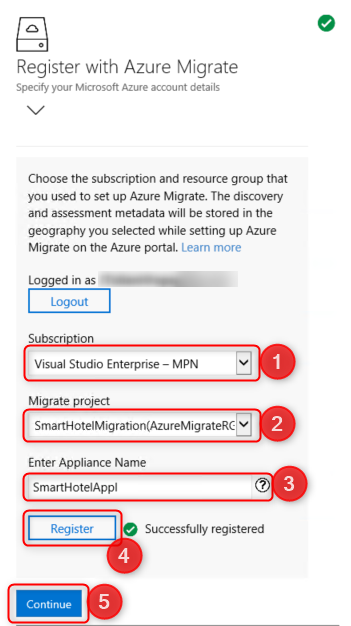 Register with Azure Migrate
Specify your Microsoft Azure account details
Choose the subscription and resource group that
you used to set up Azure Migrate. The discovery
and assessment metadata will be stored in the
geography you selected while setting up Azure
Migrate on the Azure portal. Learn more
Logged in as
Logout
Subscription
Visual Studio Enterprise – MPN
1
Migrate project
SmartHotelMigration(AzureMigrateRG
2
Enter Appliance Name
SmartHotelAppl
?
3
Register
Successfully registered
4
Continue
5